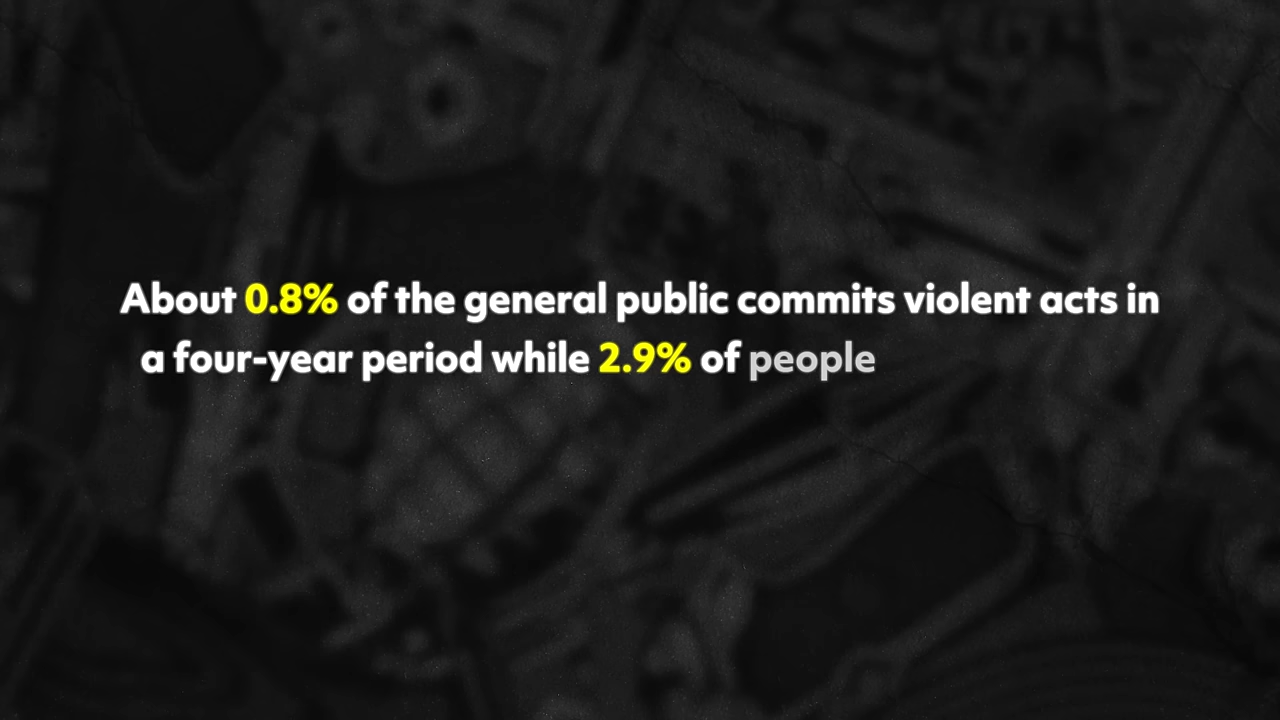 About 0.8% of the general public commits violent acts in
a four-year period while 2.9% of people